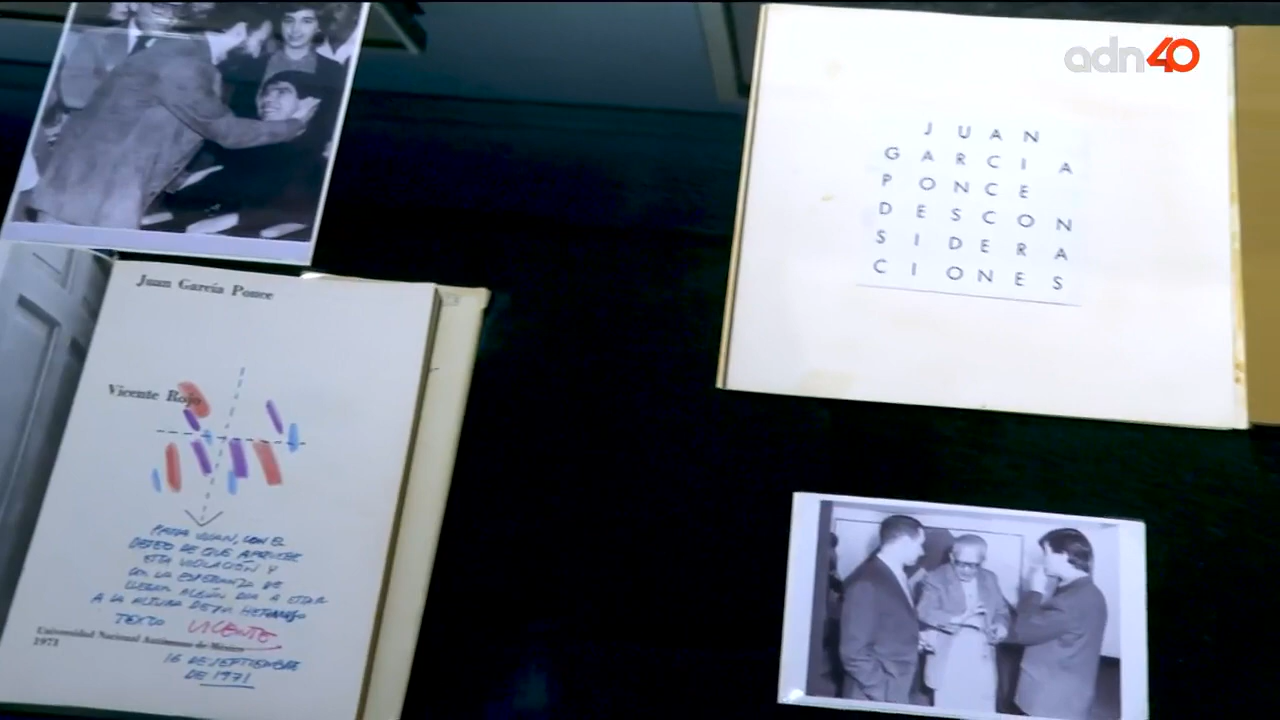 adn40
JUAN
GARCIA
PONCE
DESCON
SIDERA
CIONES
Juan García Ponce
Vicente Rojo
PARA JUAN, CON EL
DESEO DE QUE APRUEBE
ESTA VIOLACIÓN Y
CON LA ESPERANZA DE
LLEGAR ALGÚN DIA A ESTAR
A LA ALTURA DE SU HERMOSO
TEXTO VICENTE
Universidad Nacional Autónoma de México
1971
16 DE SEPTIEMBRE
DE 1971